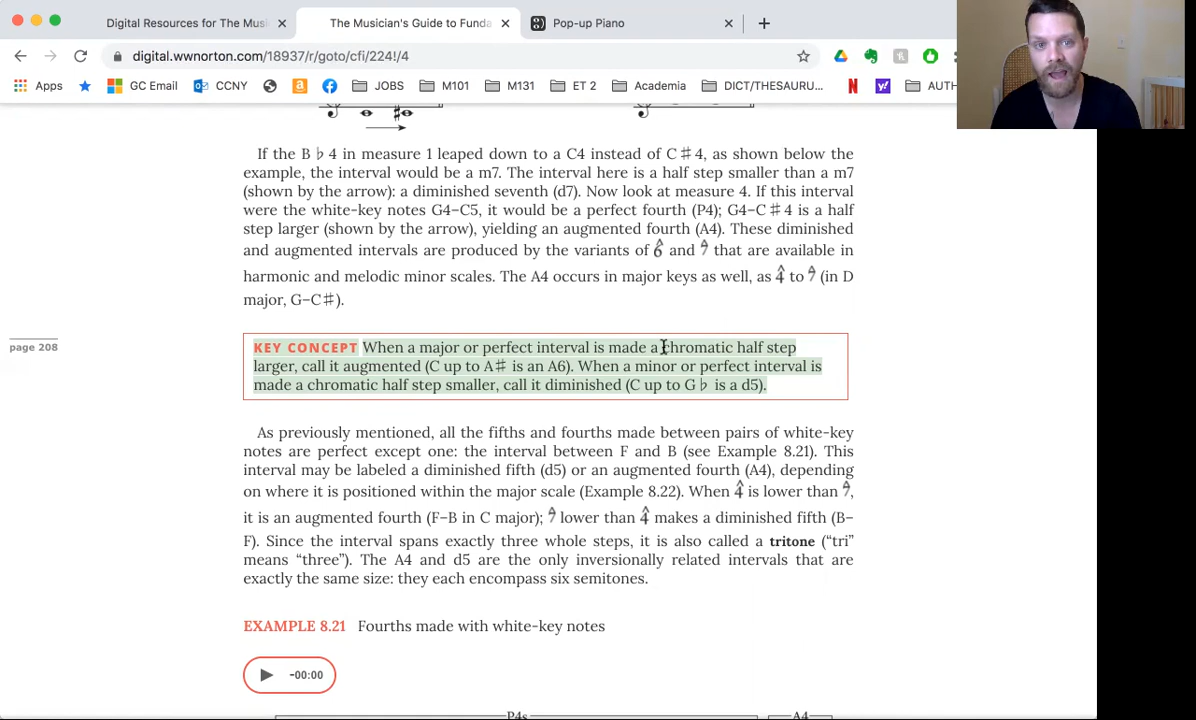 Digital Resources for The Musi
The Musician's Guide to Funda
Pop-up Piano
digital.wwnorton.com/18937/r/goto/cfi/224!/4
Apps
GC Email
CCNY
JOBS
M101
M131
ET 2
Academia
DICT/THESAURU...
AUTH
If the B♭4 in measure 1 leaped down to a C4 instead of C♯4, as shown below the
example, the interval would be a m7. The interval here is a half step smaller than a m7
(shown by the arrow): a diminished seventh (d7). Now look at measure 4. If this interval
were the white-key notes G4–C5, it would be a perfect fourth (P4); G4–C♯4 is a half
step larger (shown by the arrow), yielding an augmented fourth (A4). These diminished
and augmented intervals are produced by the variants of 6̂ and 7̂ that are available in
harmonic and melodic minor scales. The A4 occurs in major keys as well, as 4̂ to 7̂ (in D
major, G–C♯).
page 208
KEY CONCEPT When a major or perfect interval is made a chromatic half step
larger, call it augmented (C up to A♯ is an A6). When a minor or perfect interval is
made a chromatic half step smaller, call it diminished (C up to G♭ is a d5).
As previously mentioned, all the fifths and fourths made between pairs of white-key
notes are perfect except one: the interval between F and B (see Example 8.21). This
interval may be labeled a diminished fifth (d5) or an augmented fourth (A4), depending
on where it is positioned within the major scale (Example 8.22). When 4̂ is lower than 7̂,
it is an augmented fourth (F–B in C major); 7̂ lower than 4̂ makes a diminished fifth (B–
F). Since the interval spans exactly three whole steps, it is also called a tritone (“tri”
means “three”). The A4 and d5 are the only inversionally related intervals that are
exactly the same size: they each encompass six semitones.
EXAMPLE 8.21 Fourths made with white-key notes
-00:00
P4s
A4